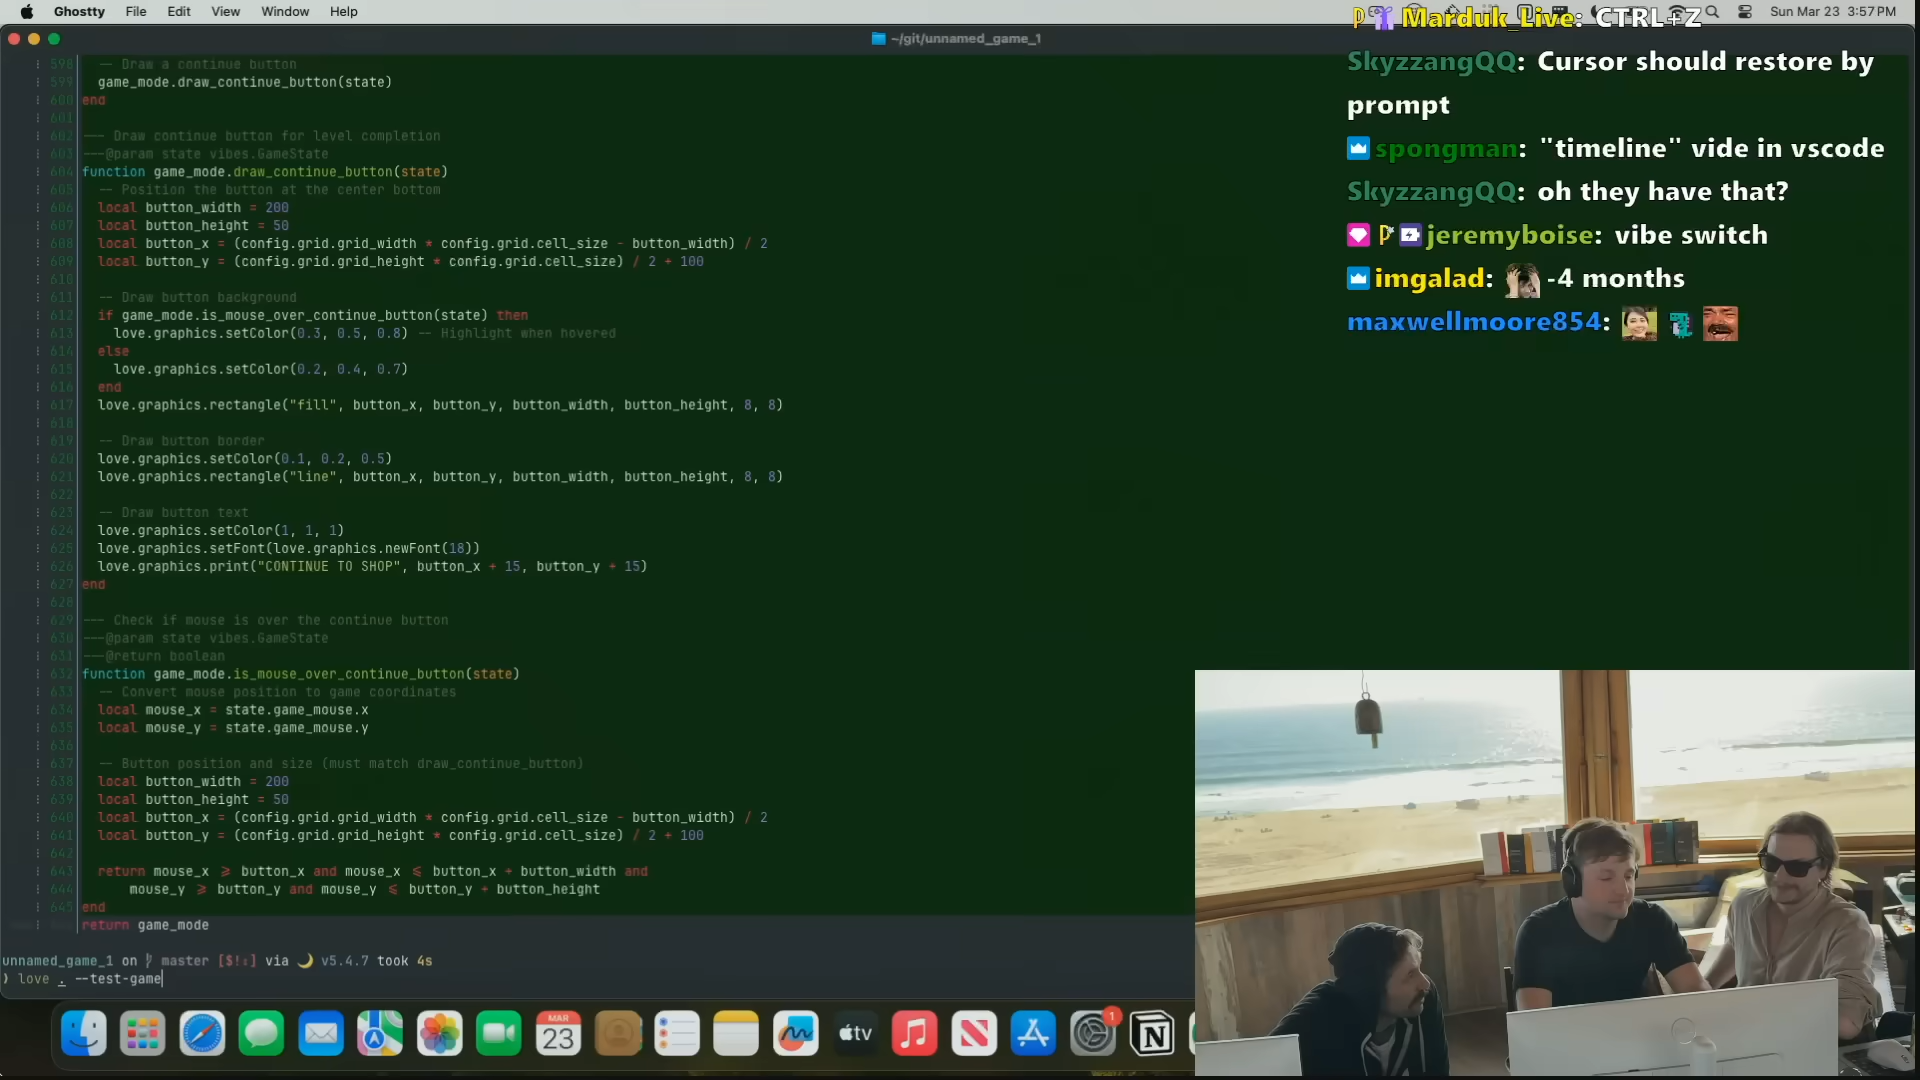 Ghostty File Edit View Window Help
Sun Mar 23 3:57 PM
~/git/unnamed_game_1
598 -- Draw a continue button
599 game_mode.draw_continue_button(state)
600 end
601
602 --- Draw continue button for level completion
603 ---@param state vibes.GameState
604 function game_mode.draw_continue_button(state)
605 -- Position the button at the center bottom
606 local button_width = 200
607 local button_height = 50
608 local button_x = (config.grid.grid_width * config.grid.cell_size - button_width) / 2
609 local button_y = (config.grid.grid_height * config.grid.cell_size) / 2 + 100
610
611 -- Draw button background
612 if game_mode.is_mouse_over_continue_button(state) then
613 love.graphics.setColor(0.3, 0.5, 0.8) -- Highlight when hovered
614 else
615 love.graphics.setColor(0.2, 0.4, 0.7)
616 end
617 love.graphics.rectangle("fill", button_x, button_y, button_width, button_height, 8, 8)
618
619 -- Draw button border
620 love.graphics.setColor(0.1, 0.2, 0.5)
621 love.graphics.rectangle("line", button_x, button_y, button_width, button_height, 8, 8)
622
623 -- Draw button text
624 love.graphics.setColor(1, 1, 1)
625 love.graphics.setFont(love.graphics.newFont(18))
626 love.graphics.print("CONTINUE TO SHOP", button_x + 15, button_y + 15)
627 end
628
629 --- Check if mouse is over the continue button
630 ---@param state vibes.GameState
631 ---@return boolean
632 function game_mode.is_mouse_over_continue_button(state)
633 -- Convert mouse position to game coordinates
634 local mouse_x = state.game_mouse.x
635 local mouse_y = state.game_mouse.y
636
637 -- Button position and size (must match draw_continue_button)
638 local button_width = 200
639 local button_height = 50
640 local button_x = (config.grid.grid_width * config.grid.cell_size - button_width) / 2
641 local button_y = (config.grid.grid_height * config.grid.cell_size) / 2 + 100
642
643 return mouse_x ≥ button_x and mouse_x ≤ button_x + button_width and
644 mouse_y ≥ button_y and mouse_y ≤ button_y + button_height
645 end
return game_mode
unnamed_game_1 on master [$!⇕] via 🌙 v5.4.7 took 4s
❯ love . --test-game
Marduk_Live: CTRL+Z
SkyzzangQQ: Cursor should restore by
prompt
spongman: "timeline" vide in vscode
SkyzzangQQ: oh they have that?
jeremyboise: vibe switch
imgalad: -4 months
maxwellmoore854:
MAR
23
tv
1